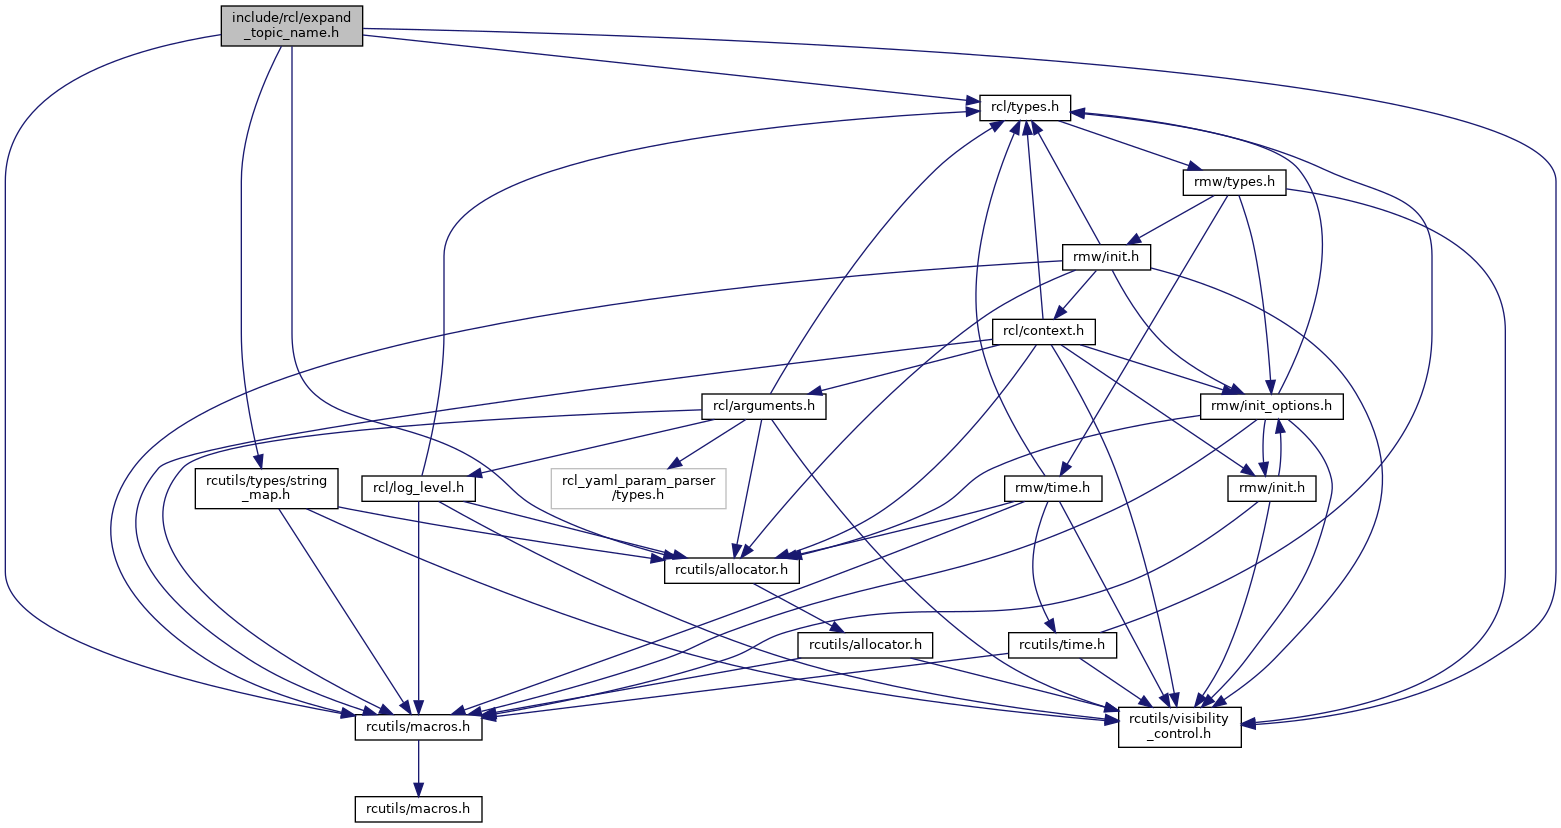 include/rcl/expand
_topic_name.h
rcl/types.h
rmw/types.h
rmw/init.h
rcl/context.h
rcl/arguments.h
rmw/init_options.h
rcutils/types/string
_map.h
rcl/log_level.h
rcl_yaml_param_parser
/types.h
rmw/time.h
rmw/init.h
rcutils/allocator.h
rcutils/allocator.h
rcutils/time.h
rcutils/macros.h
rcutils/visibility
_control.h
rcutils/macros.h